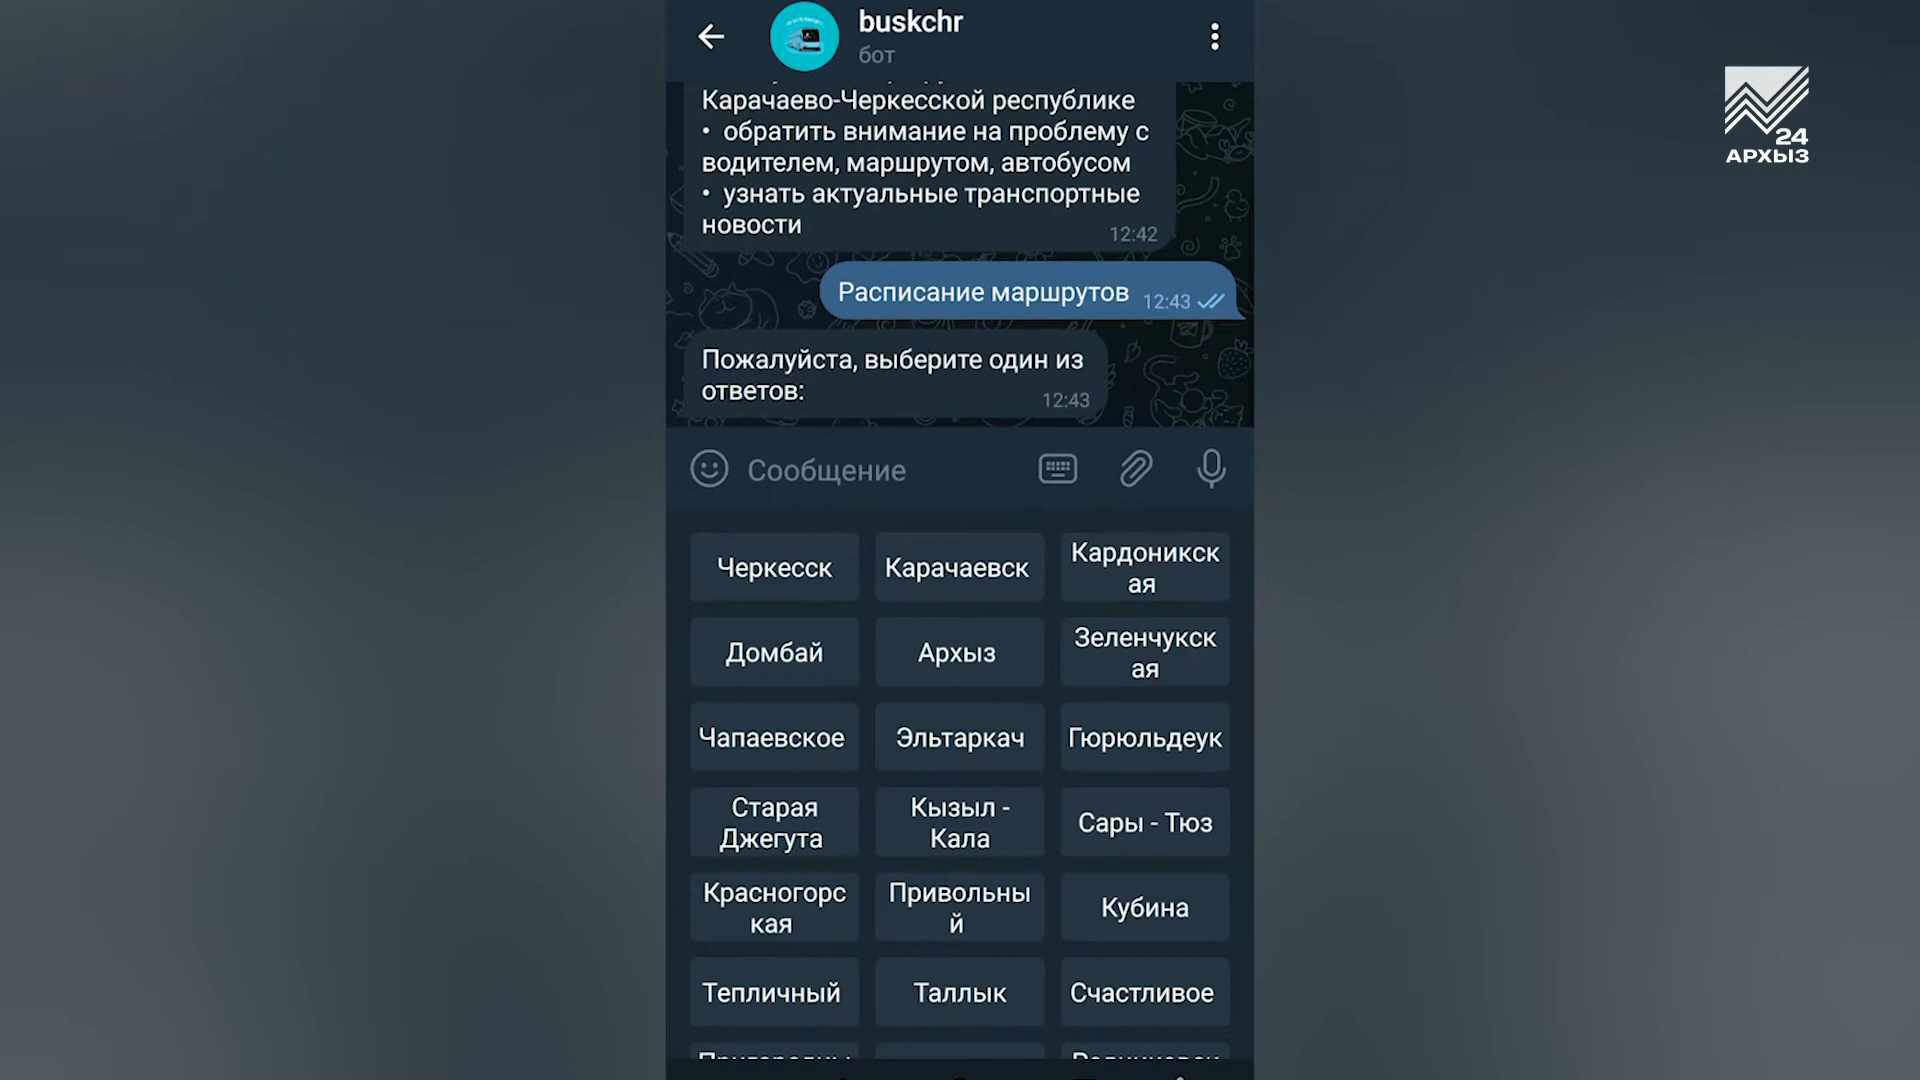 buskchr
бот
Карачаево-Черкесской республике
• обратить внимание на проблему с
водителем, маршрутом, автобусом
• узнать актуальные транспортные
новости
12:42
Расписание маршрутов 12:43
Пожалуйста, выберите один из
ответов:
12:43
Сообщение
Черкесск
Карачаевск
Кардоникск
ая
Домбай
Архыз
Зеленчукск
ая
Чапаевское
Эльтаркач
Гюрюльдеук
Старая
Джегута
Кызыл -
Кала
Сары - Тюз
Красногорс
кая
Привольны
й
Кубина
Тепличный
Таллык
Счастливое
24
АРХЫЗ